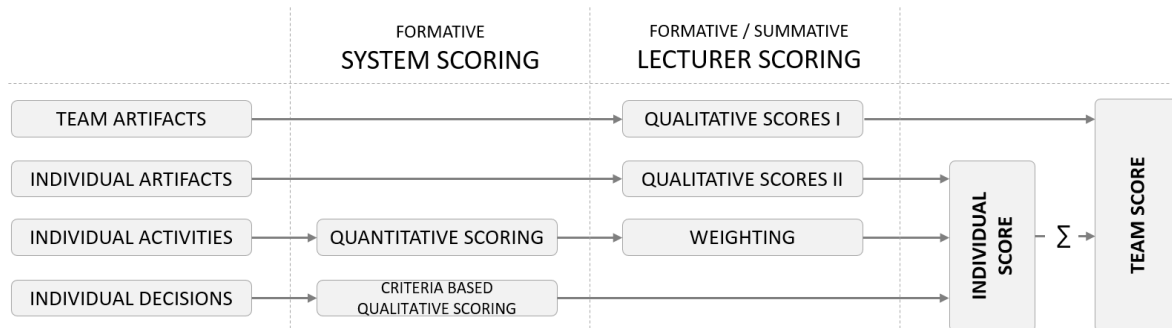 FORMATIVE
SYSTEM SCORING
FORMATIVE / SUMMATIVE
LECTURER SCORING
TEAM ARTIFACTS
QUALITATIVE SCORES I
INDIVIDUAL ARTIFACTS
QUALITATIVE SCORES II
INDIVIDUAL ACTIVITIES
QUANTITATIVE SCORING
WEIGHTING
INDIVIDUAL DECISIONS
CRITERIA BASED
QUALITATIVE SCORING
INDIVIDUAL
SCORE
∑
TEAM SCORE